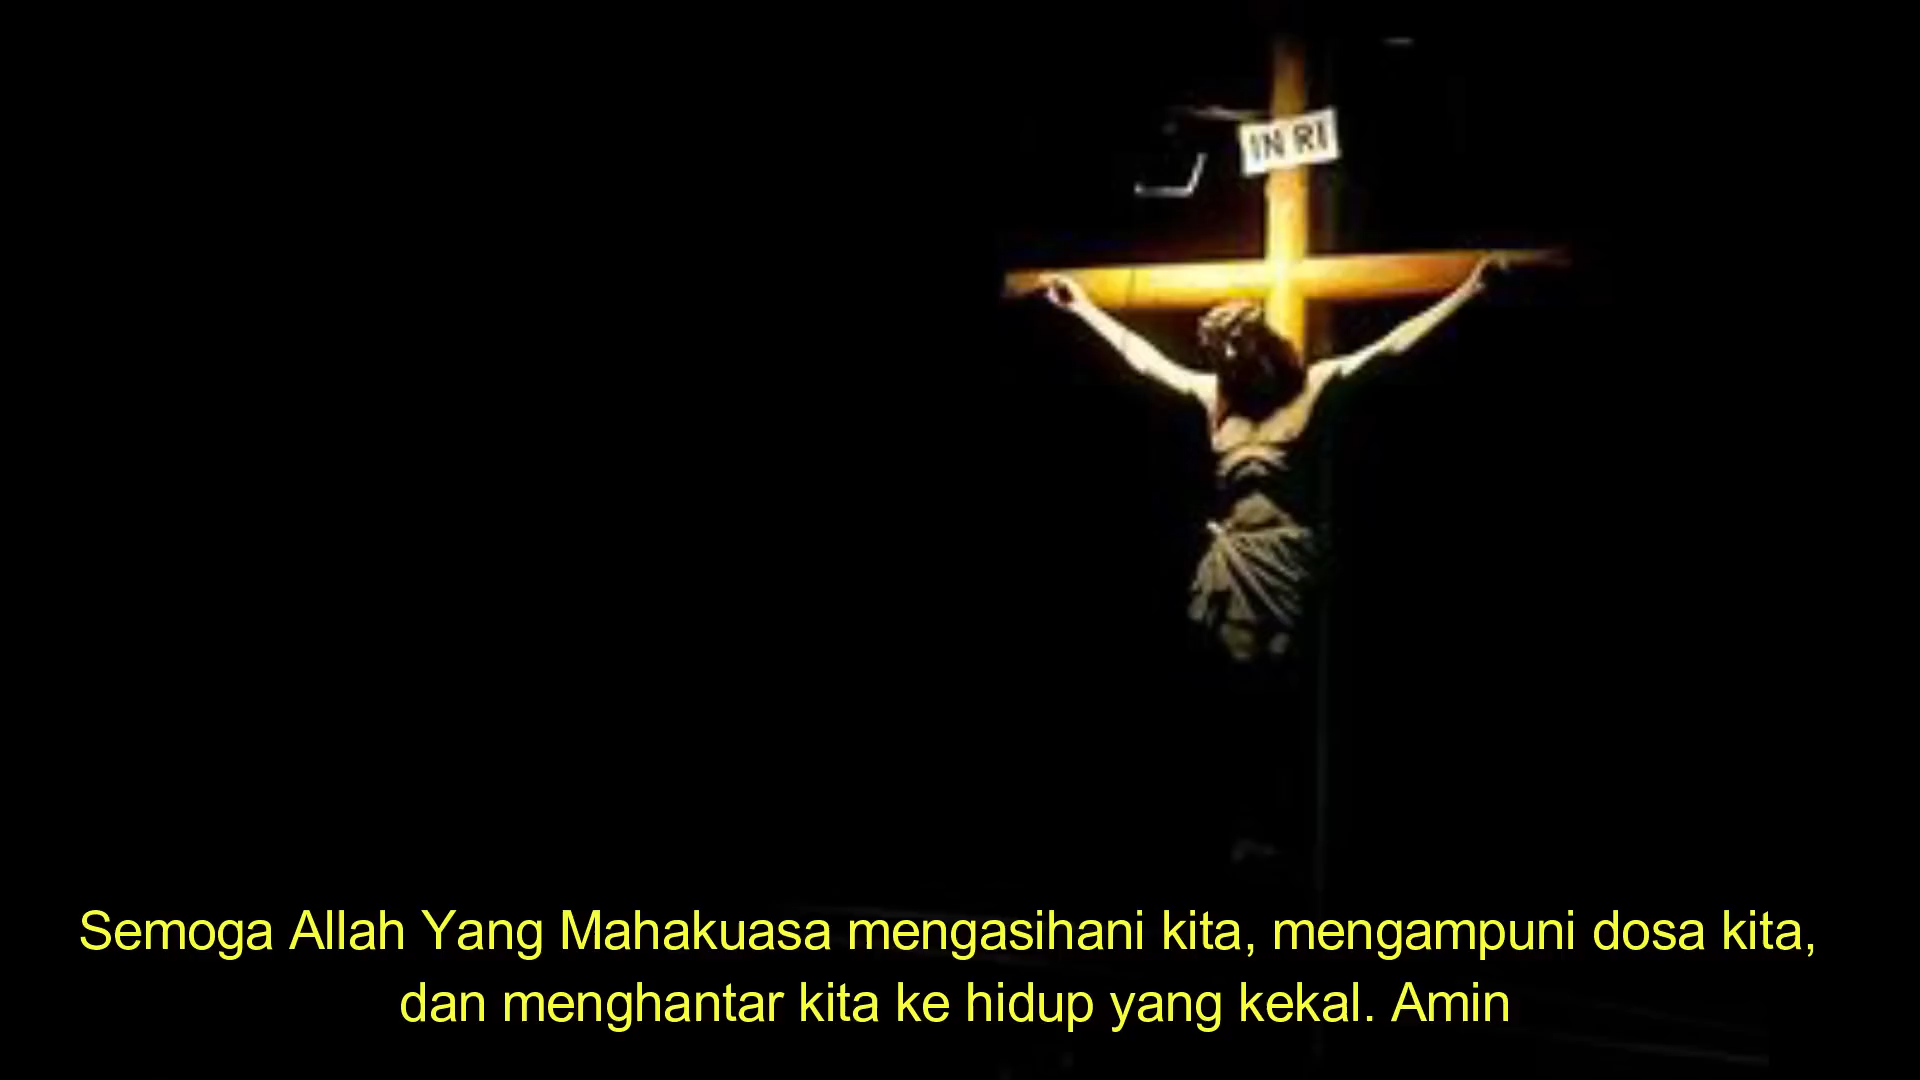 IN RI
Semoga Allah Yang Mahakuasa mengasihani kita, mengampuni dosa kita,
dan menghantar kita ke hidup yang kekal. Amin